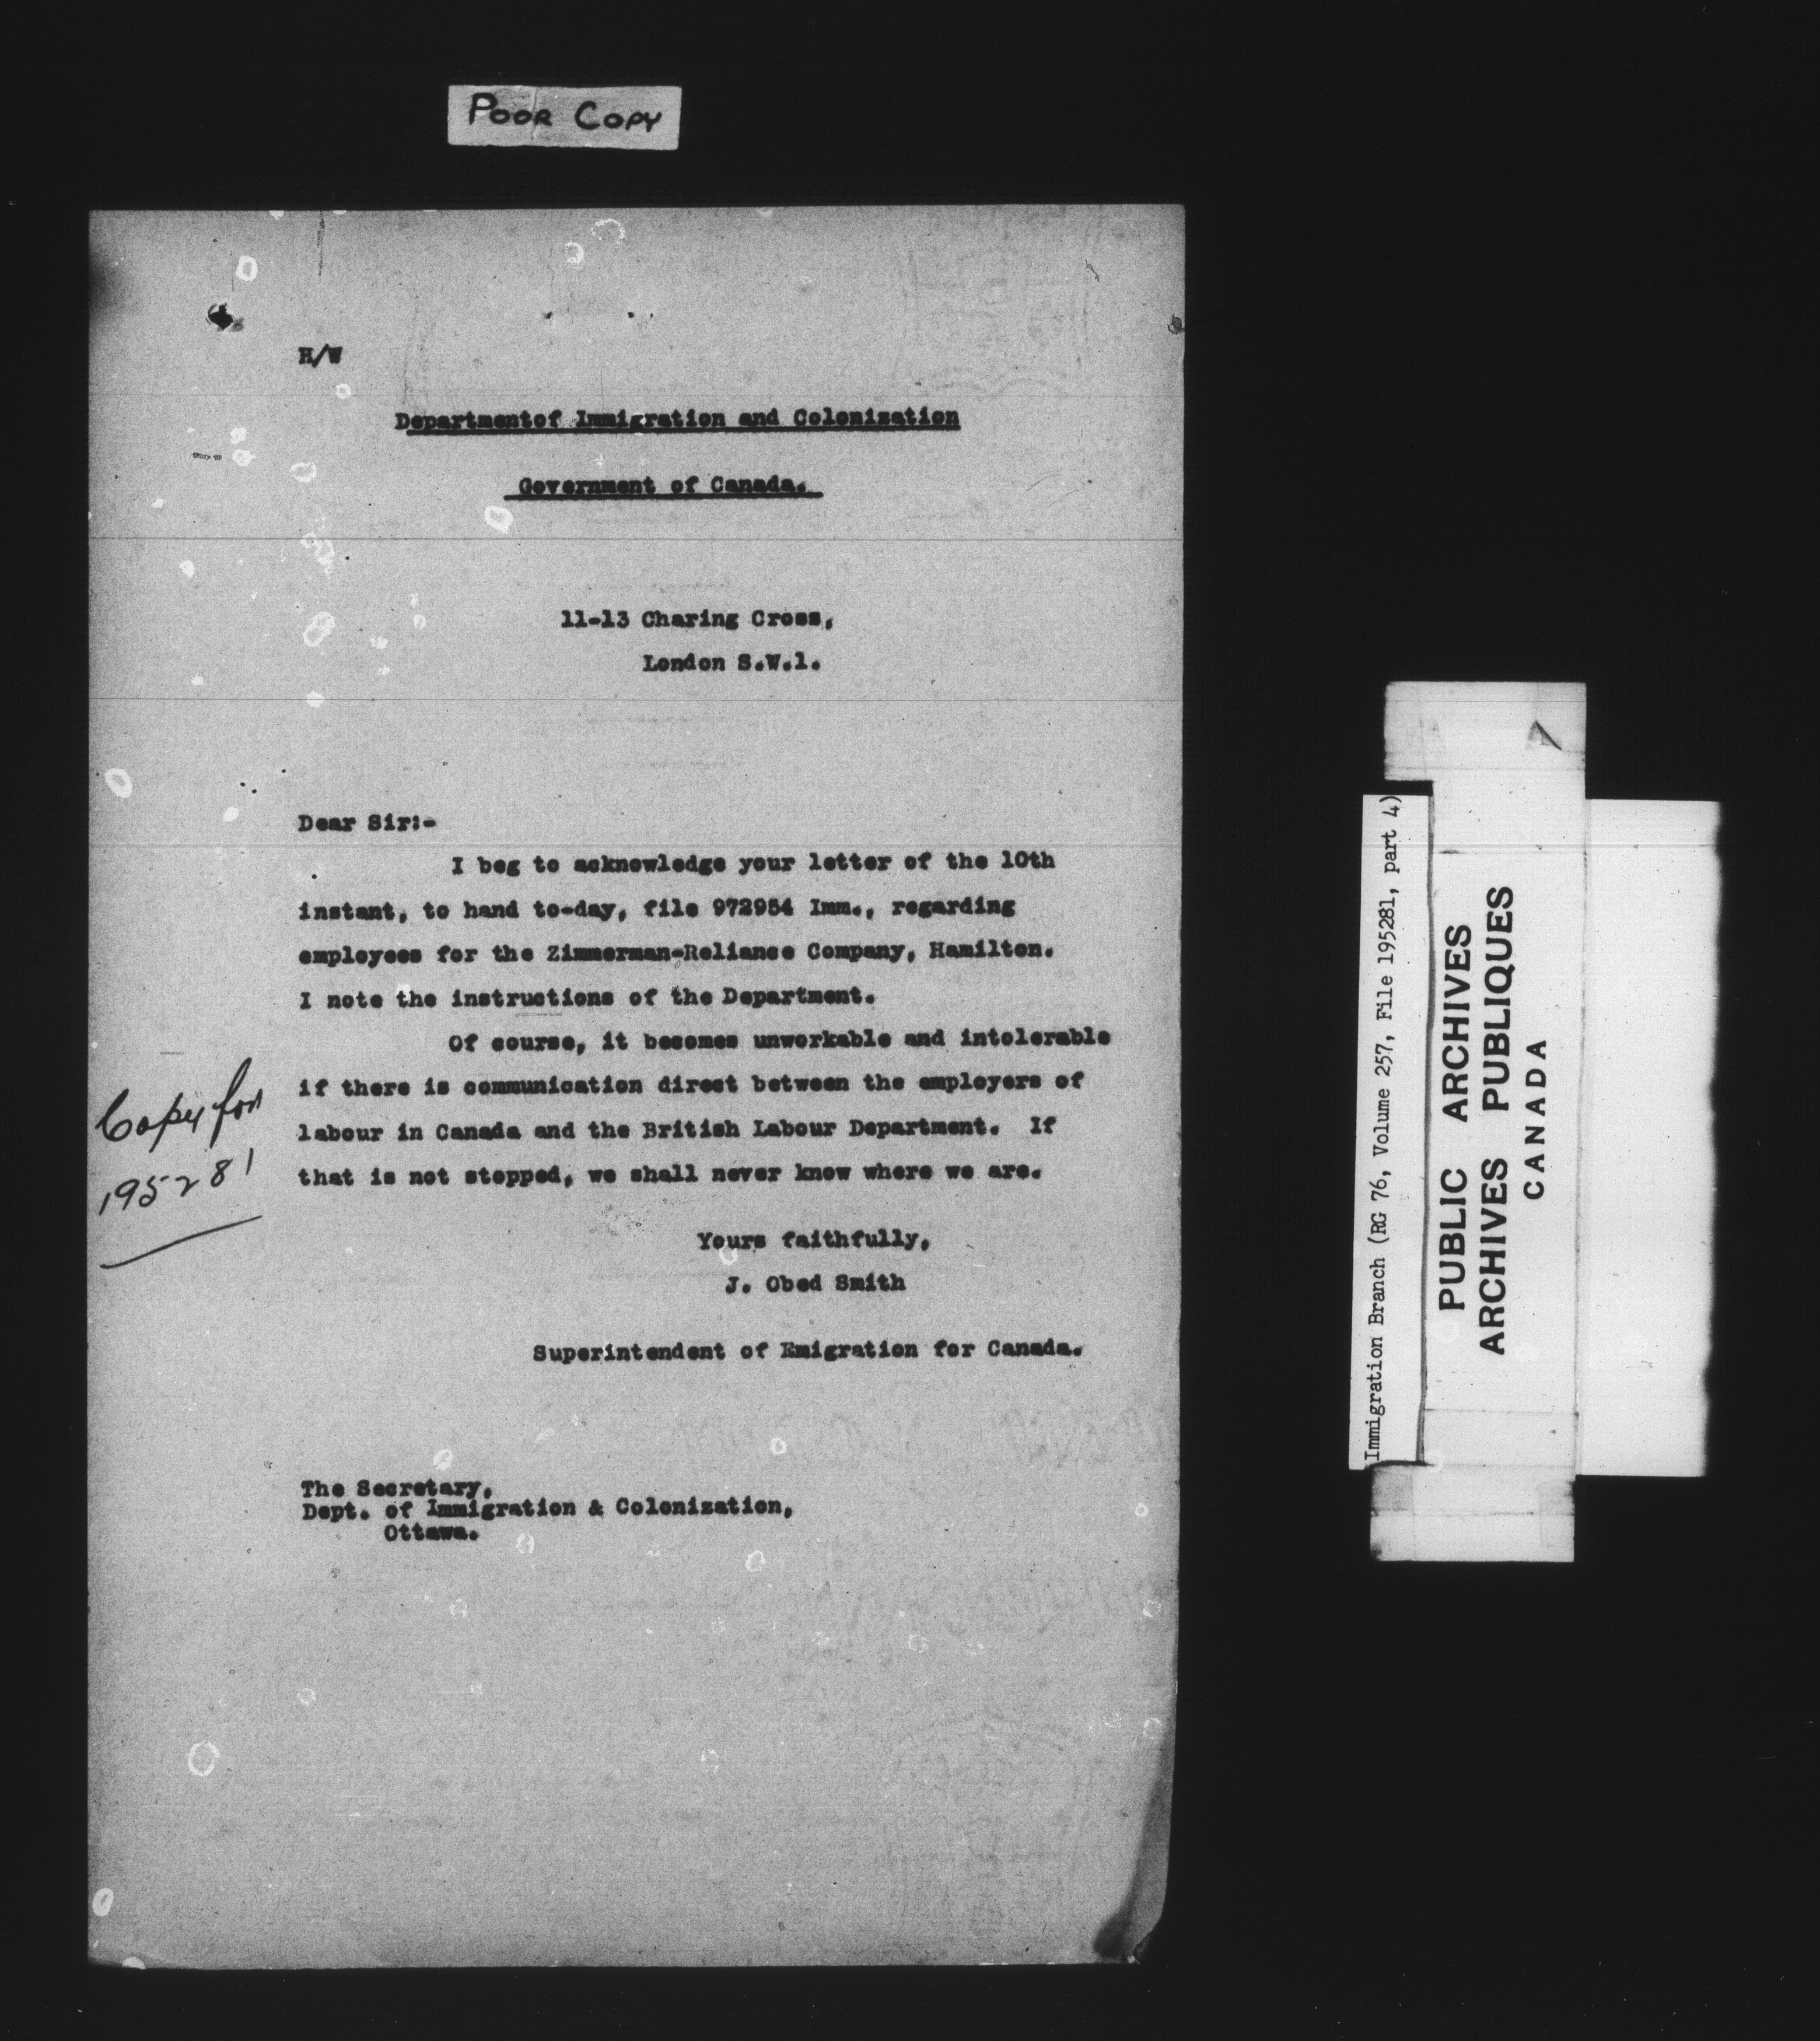 POOR COPY
H/W
Departmentof Immigration and Colonization
Government of Canada.
11-13 Charing Cross,
London S.W.1.
Dear Sir:-
I beg to acknowledge your letter of the 10th
instant, to hand to-day, file 972954 Imm., regarding
employees for the Zimmerman-Reliance Company, Hamilton.
I note the instructions of the Department.
Of course, it becomes unworkable and intolerable
if there is communication direct between the employers of
labour in Canada and the British Labour Department. If
that is not stopped, we shall never know where we are.
Copy for
195281
Yours faithfully,
J. Obed Smith
Superintendent of Emigration for Canada.
The Secretary,
Dept. of Immigration & Colonization,
Ottawa.
Immigration Branch (RG 76, Volume 257, File 195281, part 4)
PUBLIC ARCHIVES
ARCHIVES PUBLIQUES
CANADA